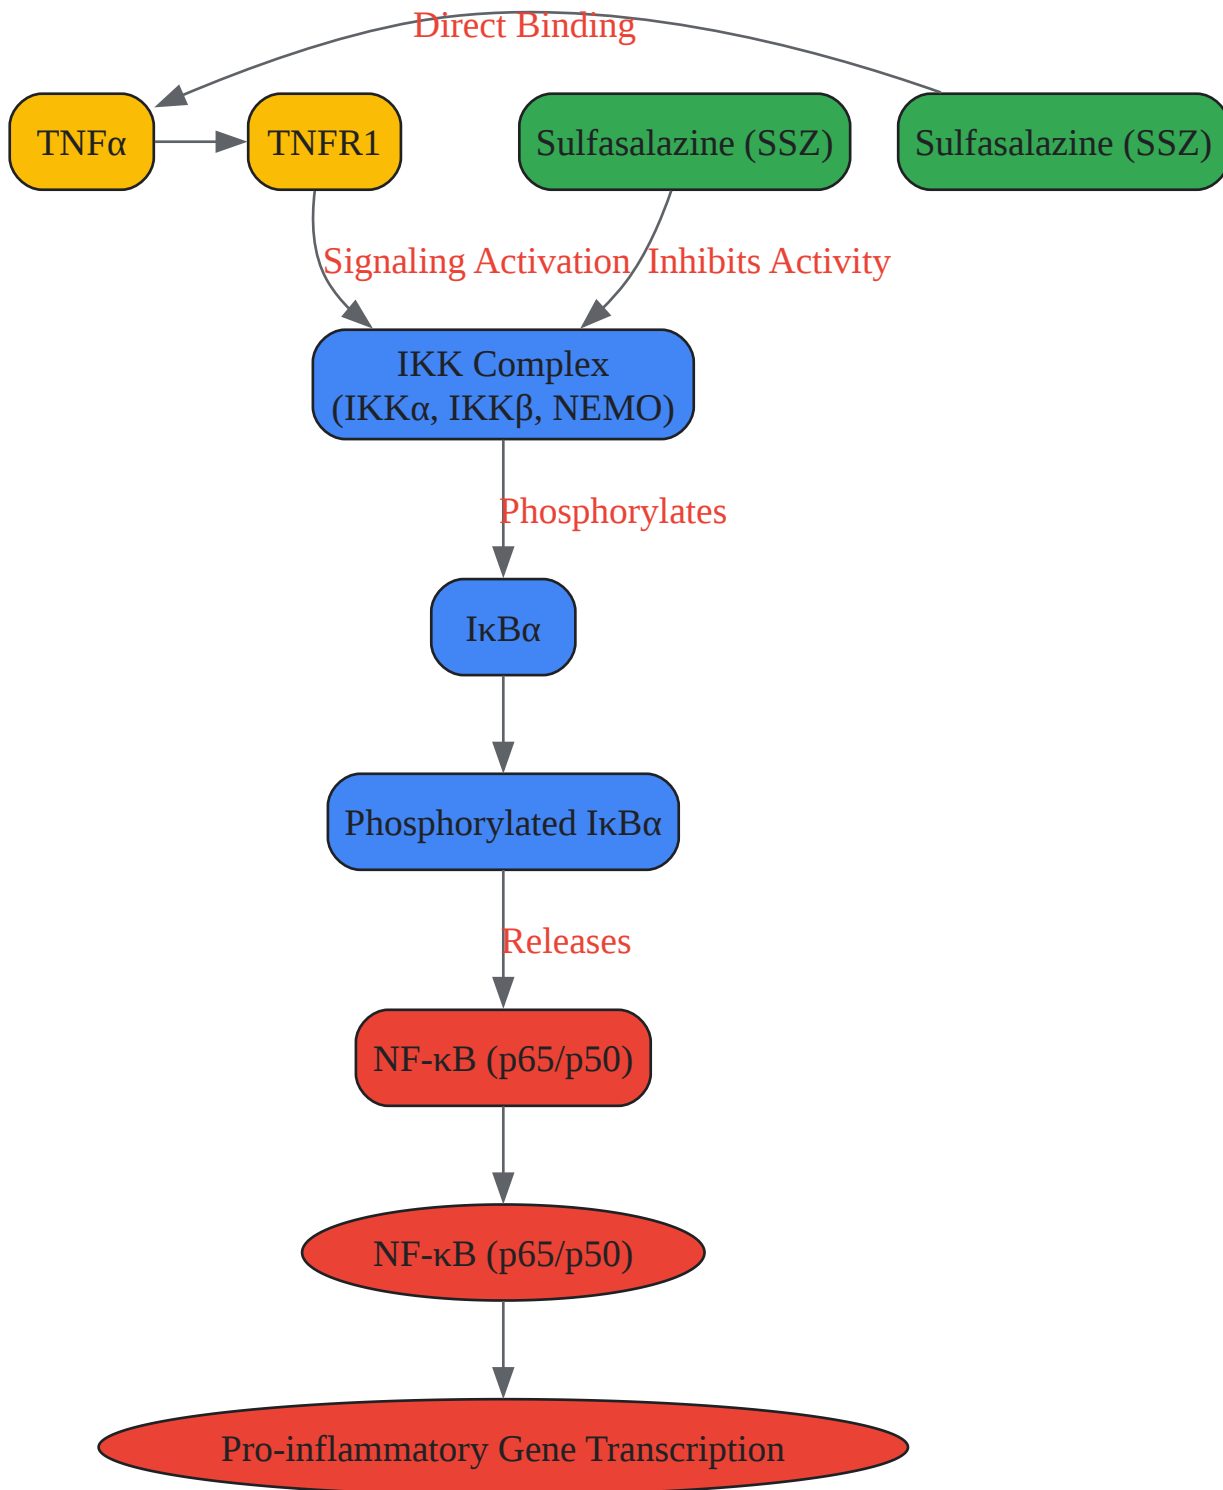 Direct Binding
TNFα
TNFR1
Sulfasalazine (SSZ)
Sulfasalazine (SSZ)
Signaling Activation
Inhibits Activity
IKK Complex
(IKKα, IKKβ, NEMO)
Phosphorylates
IκBα
Phosphorylated IκBα
Releases
NF-κB (p65/p50)
NF-κB (p65/p50)
Pro-inflammatory Gene Transcription